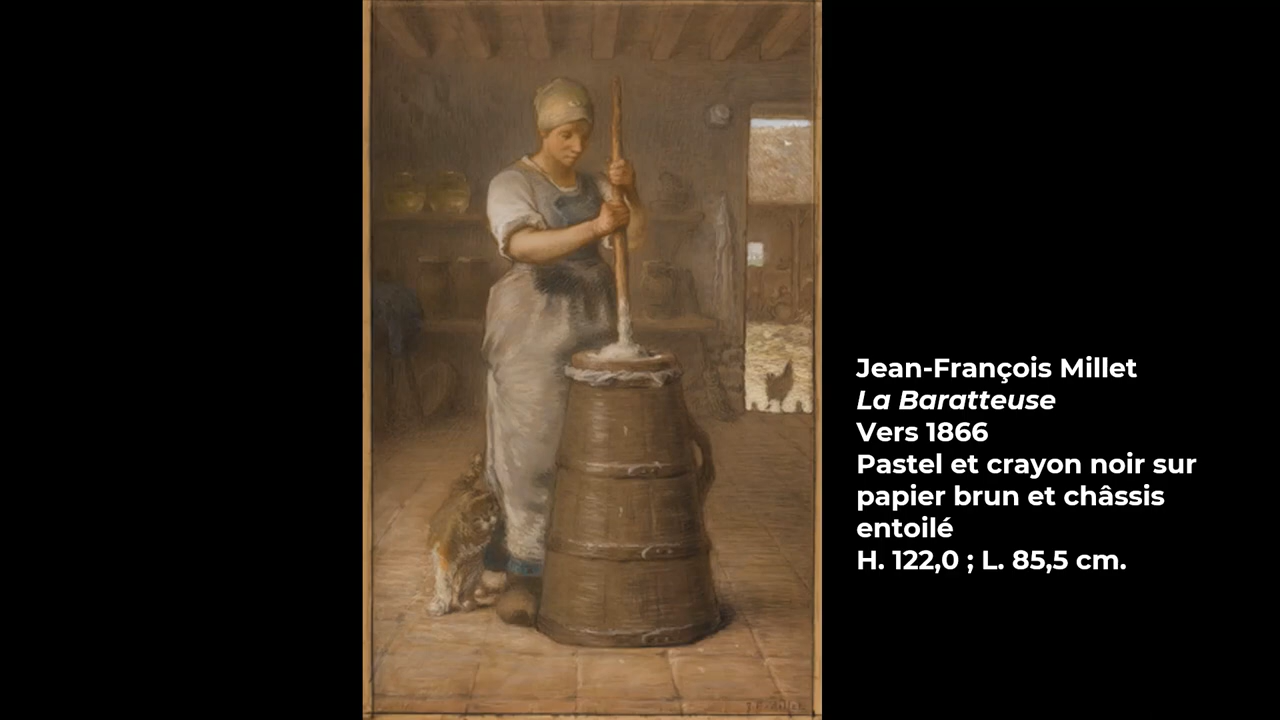 Jean-François Millet
La Baratteuse
Vers 1866
Pastel et crayon noir sur
papier brun et châssis
entoilé
H. 122,0 ; L. 85,5 cm.